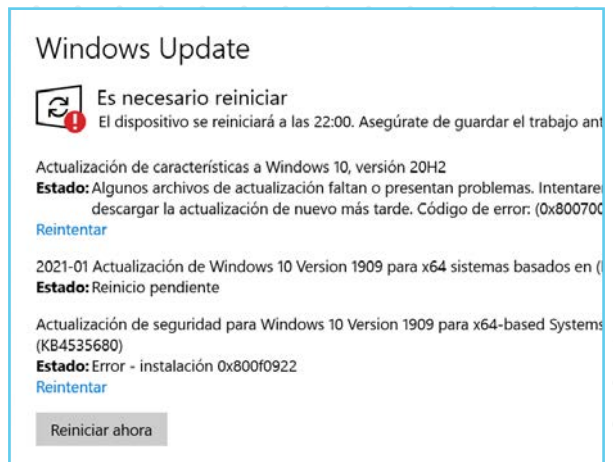 Windows Update
Es necesario reiniciar
El dispositivo se reiniciará a las 22:00. Asegúrate de guardar el trabajo
Actualización de características a Windows 10, versión 20H2
Estado: Algunos archivos de actualización faltan o presentan problemas.
descargar la actualización de nuevo más tarde. Código de error:
Reintentar
2021-01 Actualización de Windows 10 Version 1909 para x64 sistemas basados en
Estado: Reinicio pendiente
Actualización de seguridad para Windows 10 Version 1909 para x64-based Systems
(KB4535680)
Estado: Error - instalación 0x800f0922
Reintentar
Reiniciar ahora